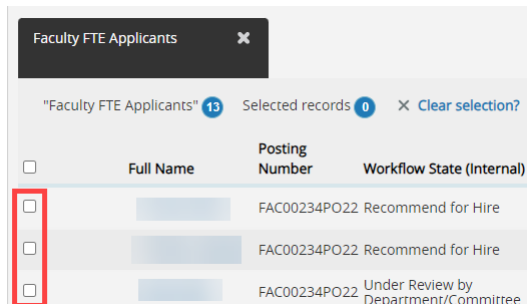 Faculty FTE Applicants ×
"Faculty FTE Applicants" 13 Selected records 0 × Clear selection?
Full Name Posting Number Workflow State (Internal)
FAC00234PO22 Recommend for Hire
FAC00234PO22 Recommend for Hire
FAC00234PO22 Under Review by
Department/Committee